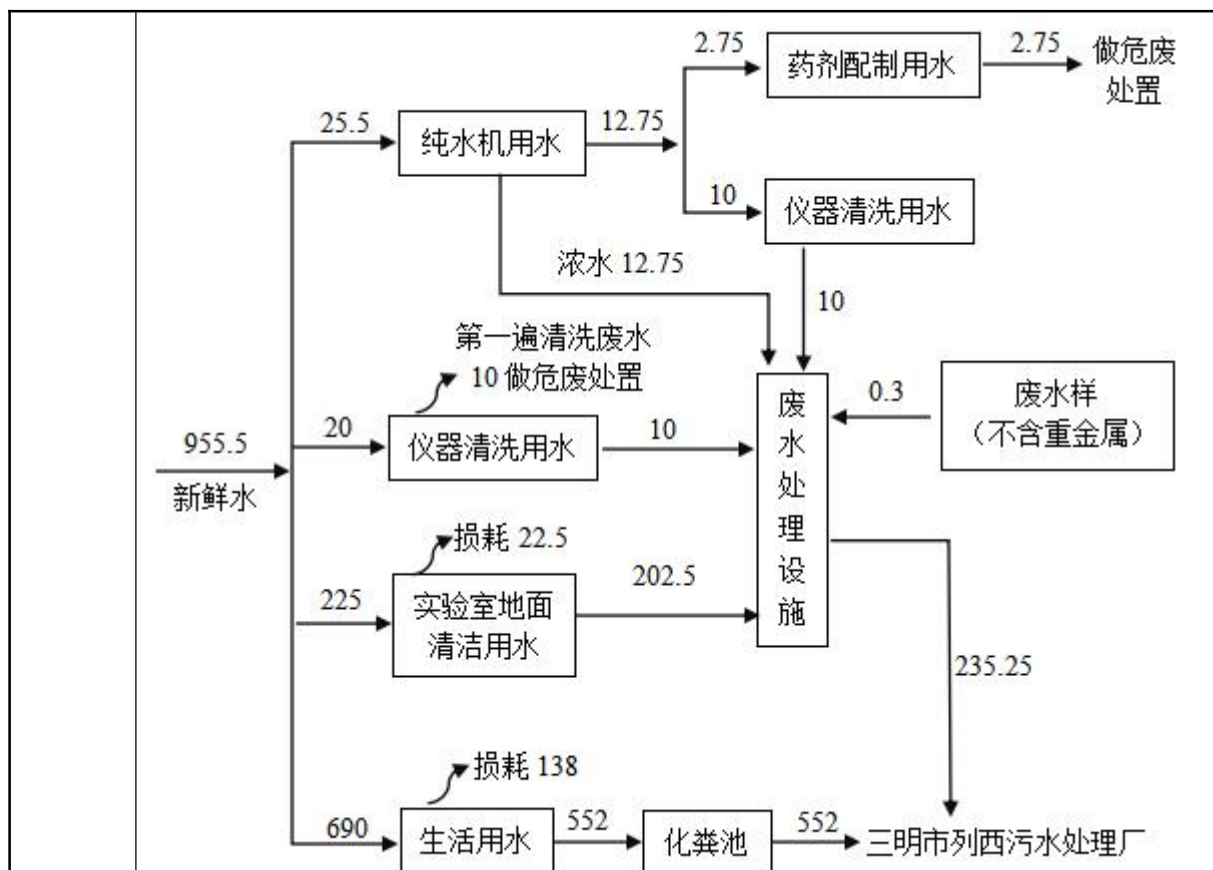 2.75
药剂配制用水
2.75
做危废
处置
25.5
纯水机用水
12.75
10
仪器清洗用水
浓水 12.75
10
第一遍清洗废水
10 做危废处置
955.5
新鲜水
20
仪器清洗用水
10
废
水
处
理
设
施
0.3
废水样
（不含重金属）
损耗 22.5
225
实验室地面
清洁用水
202.5
235.25
损耗 138
690
生活用水
552
化粪池
552
三明市列西污水处理厂